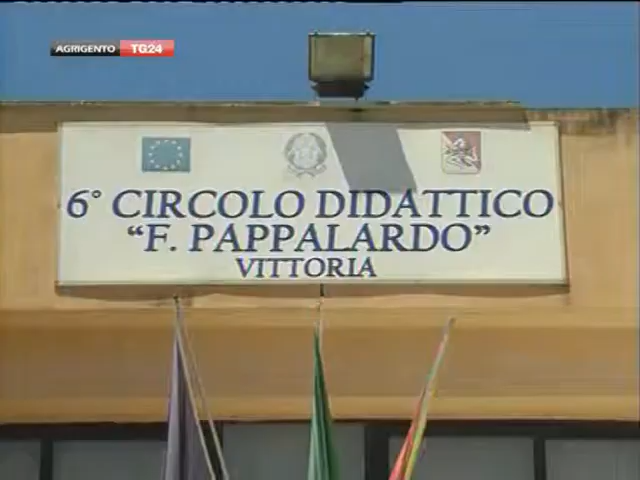 AGRIGENTO TG24
6° CIRCOLO DIDATTICO
"F. PAPPALARDO"
VITTORIA